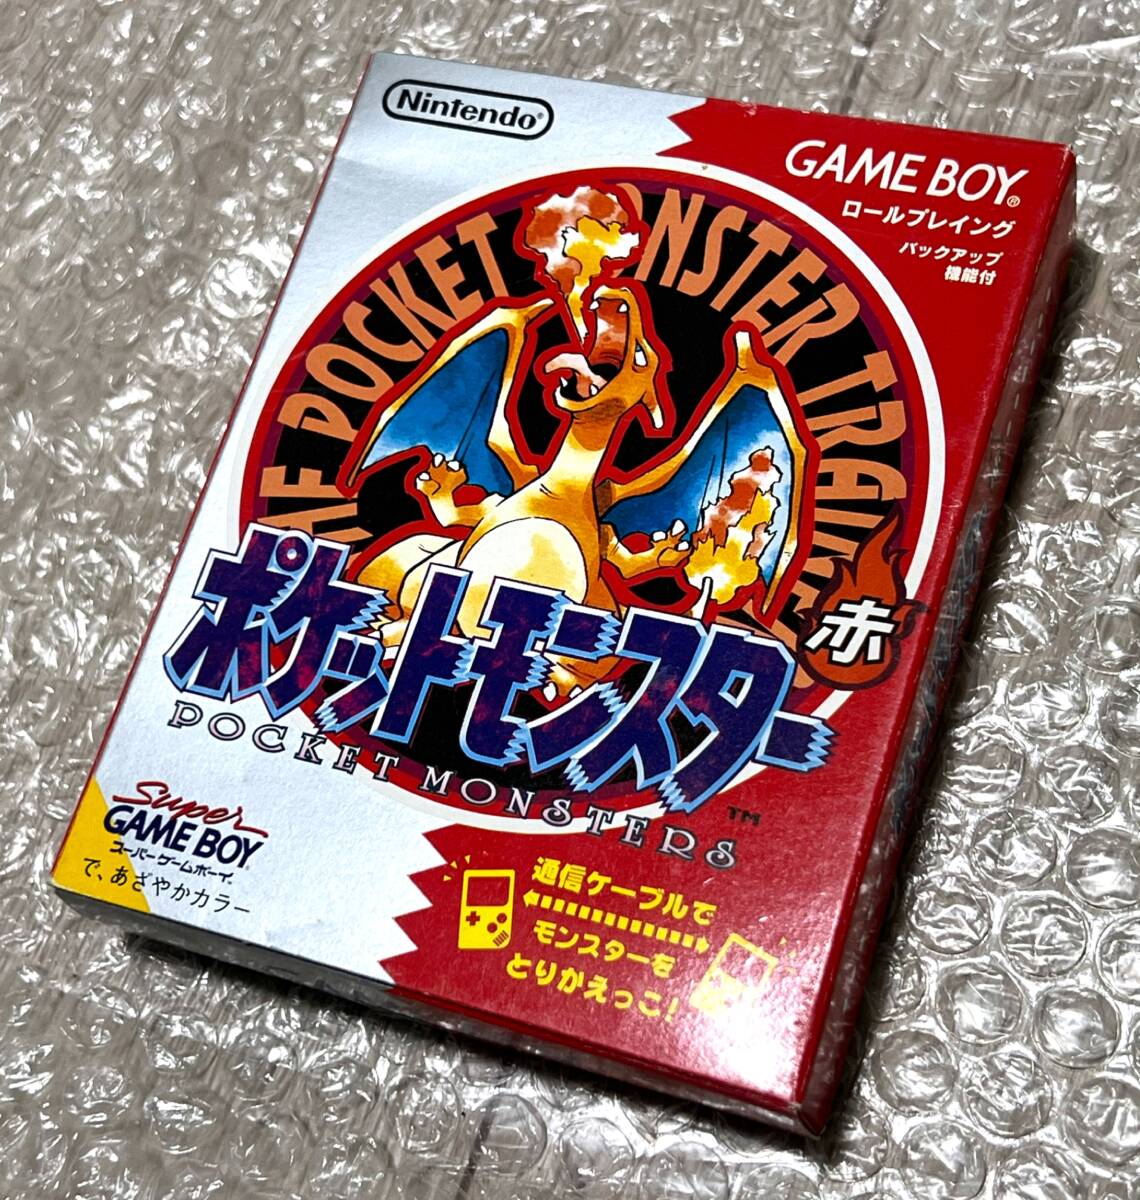 Nintendo®
GAME BOY®
ロールプレイング
バックアップ
機能付
POCKET MONSTER
ポケットモンスター
赤
POCKET MONSTERS
TM
Super
GAME BOY
スーパーゲームボーイ
で、あざやかカラー
通信ケーブルで
モンスターを
とりかえっこ!